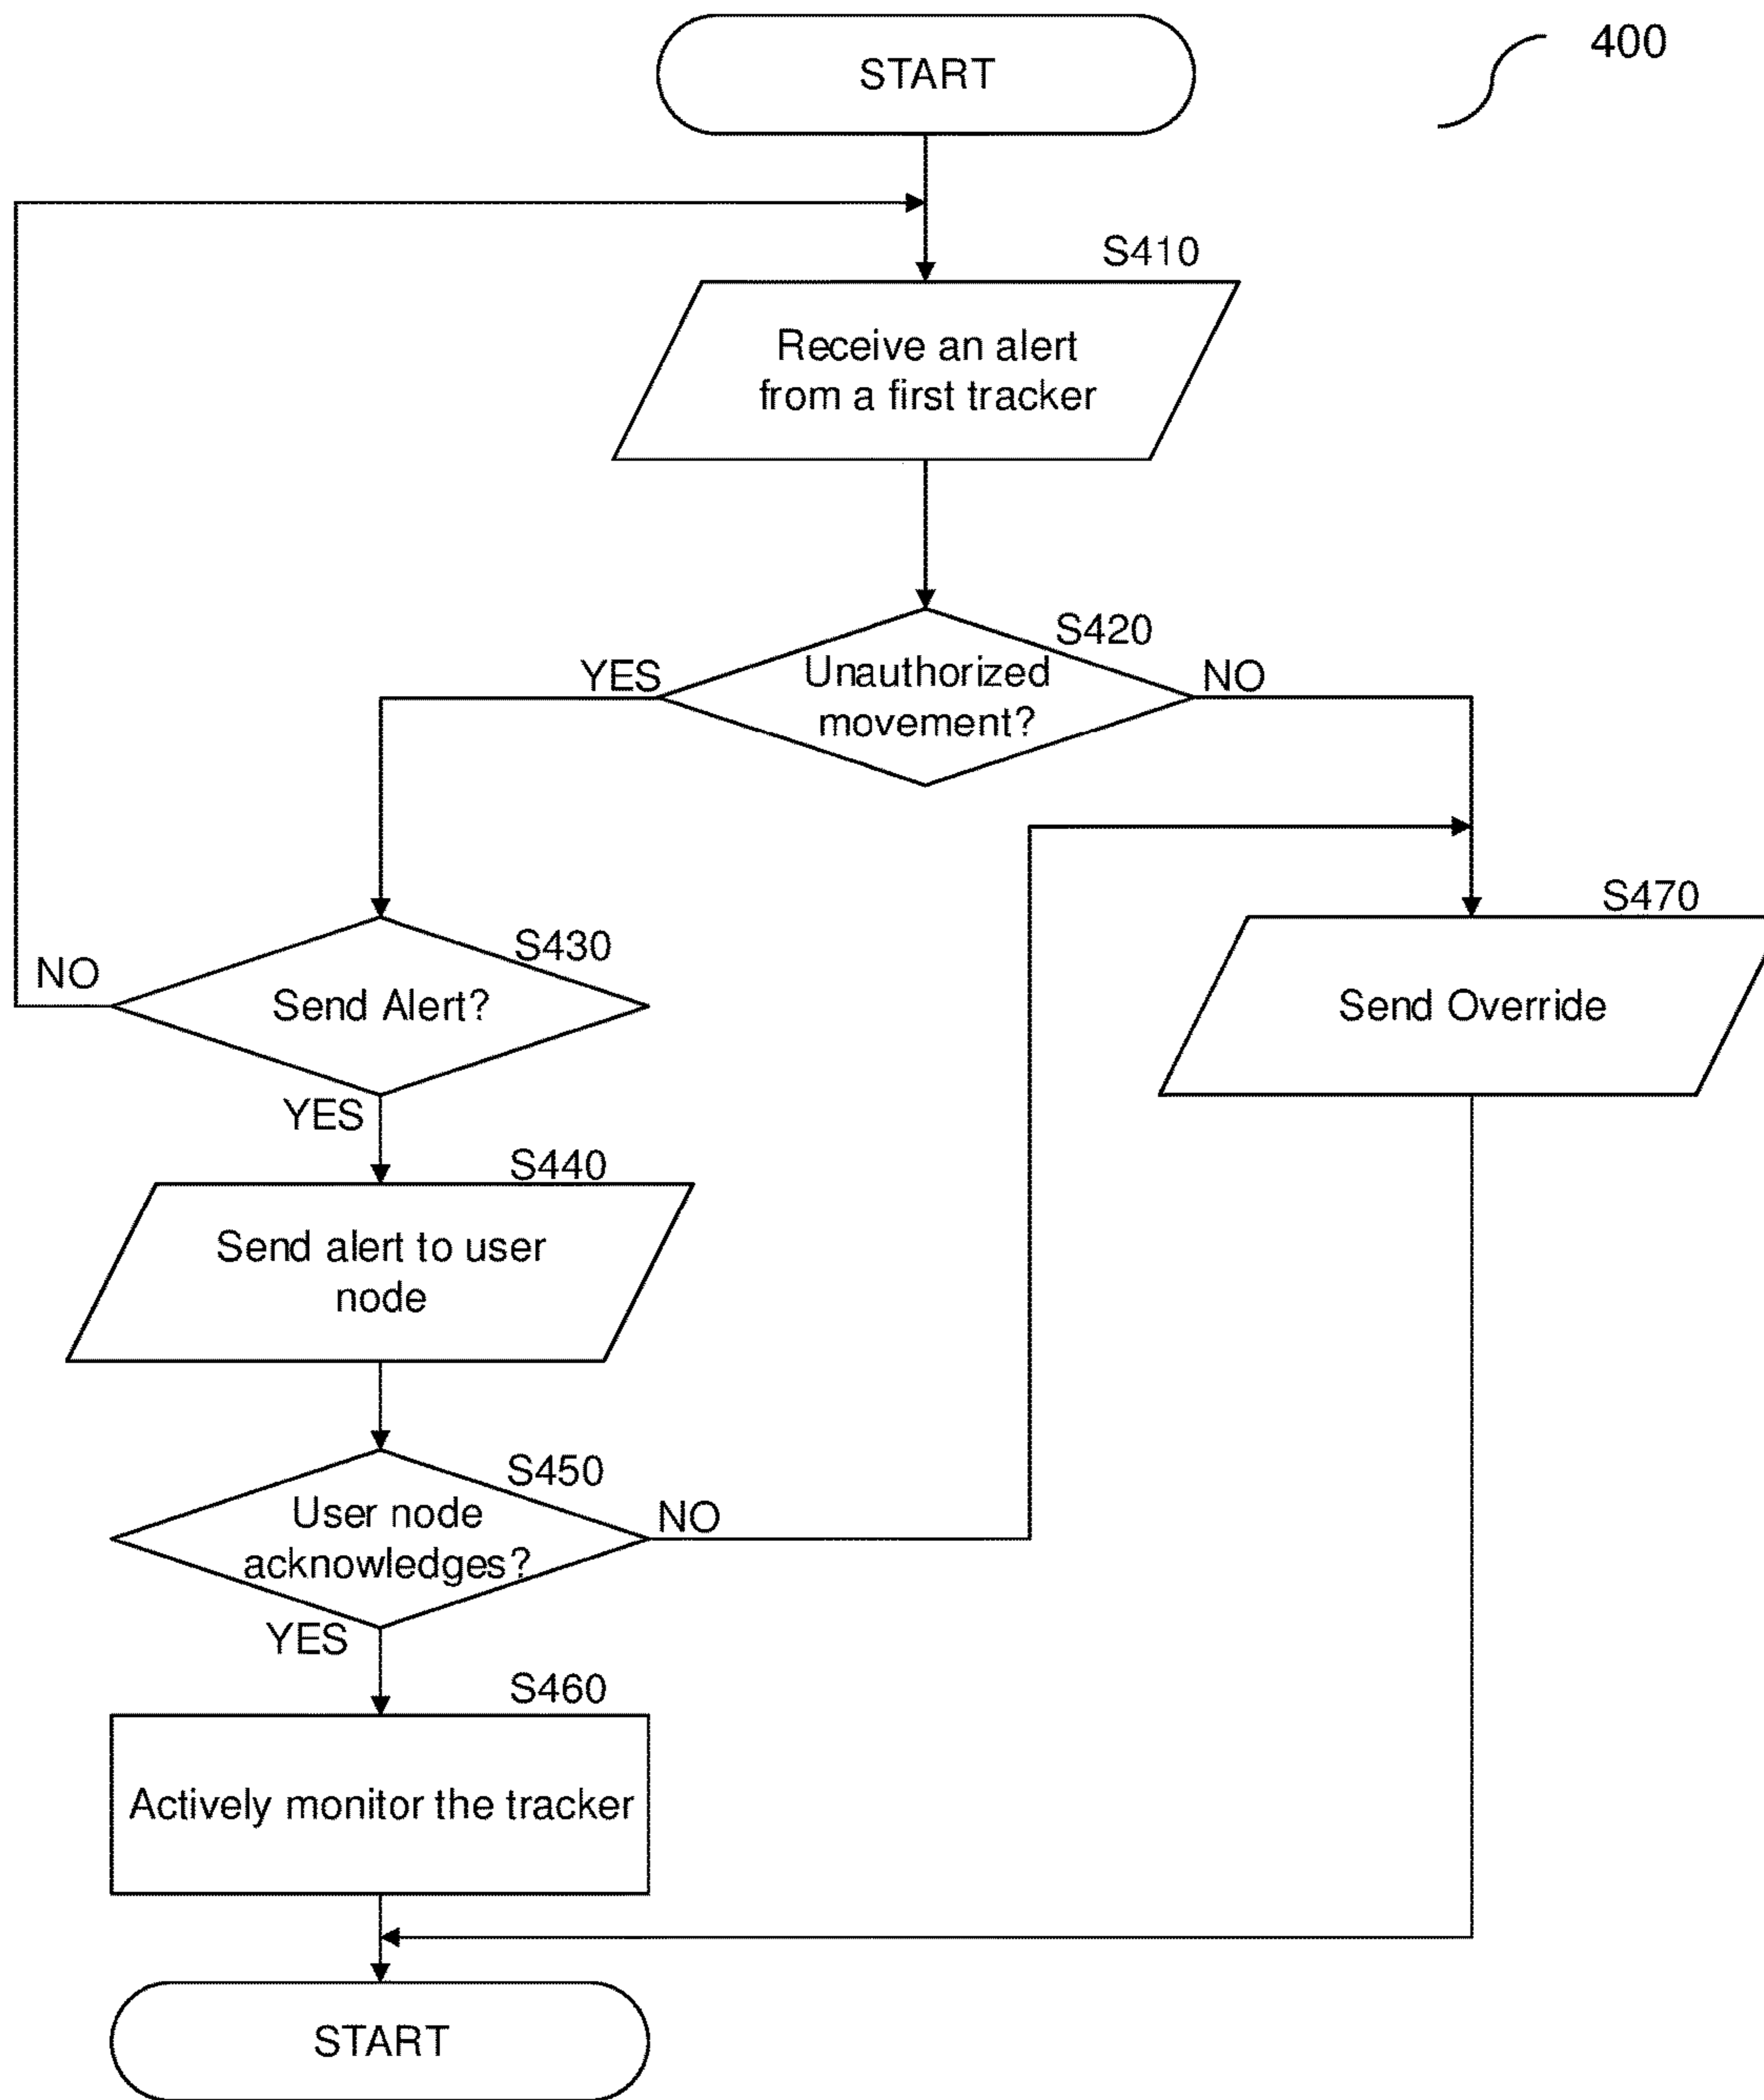 START
400
S410
Receive an alert
from a first tracker
S420
YES
Unauthorized
movement?
NO
S430
NO
Send Alert?
YES
S470
Send Override
S440
Send alert to user
node
S450
User node
acknowledges?
NO
YES
S460
Actively monitor the tracker
START